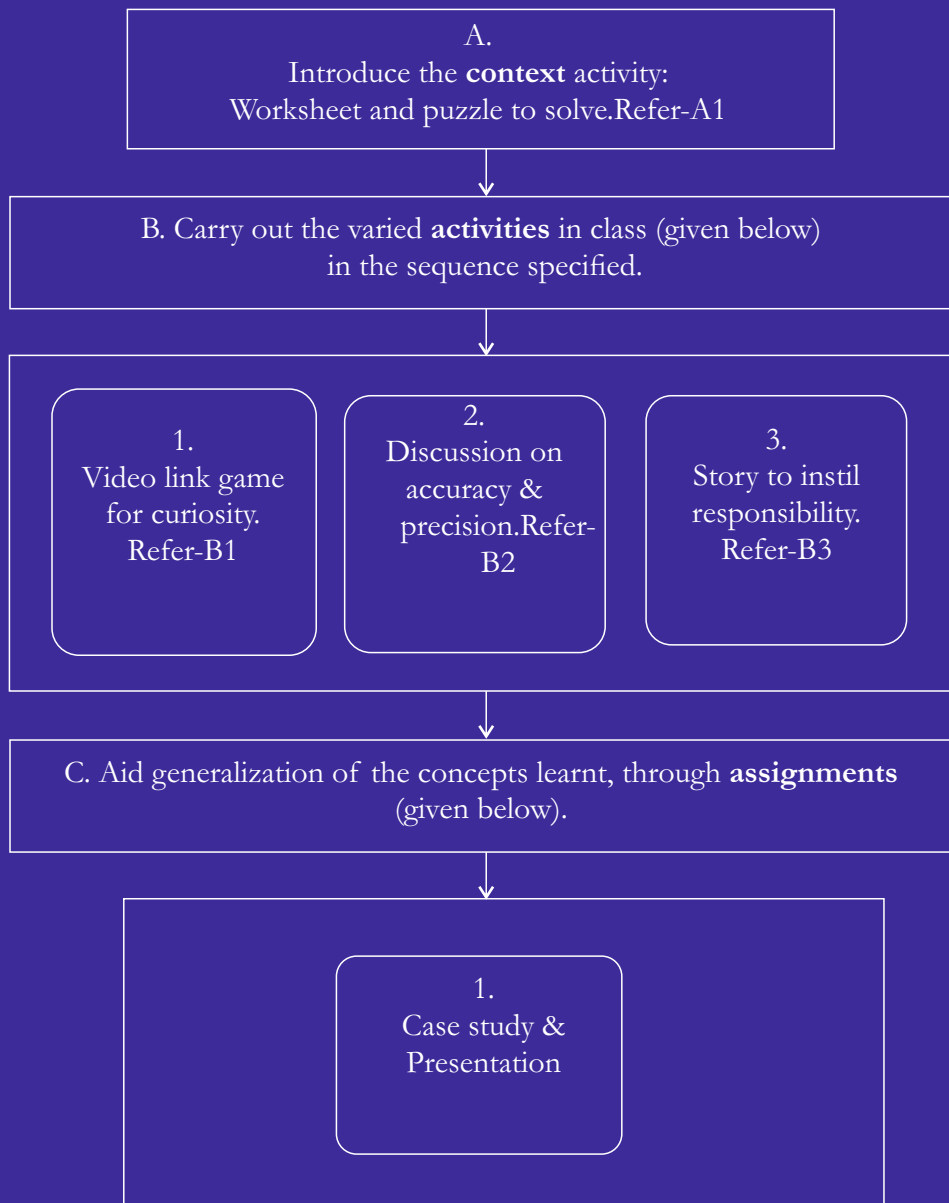 A.
Introduce the context activity:
Worksheet and puzzle to solve.Refer-A1
B. Carry out the varied activities in class (given below)
in the sequence specified.
1.
Video link game
for curiosity.
Refer-B1
2.
Discussion on
accuracy &
precision.Refer-
B2
3.
Story to instil
responsibility.
Refer-B3
C. Aid generalization of the concepts learnt, through assignments
(given below).
1.
Case study &
Presentation